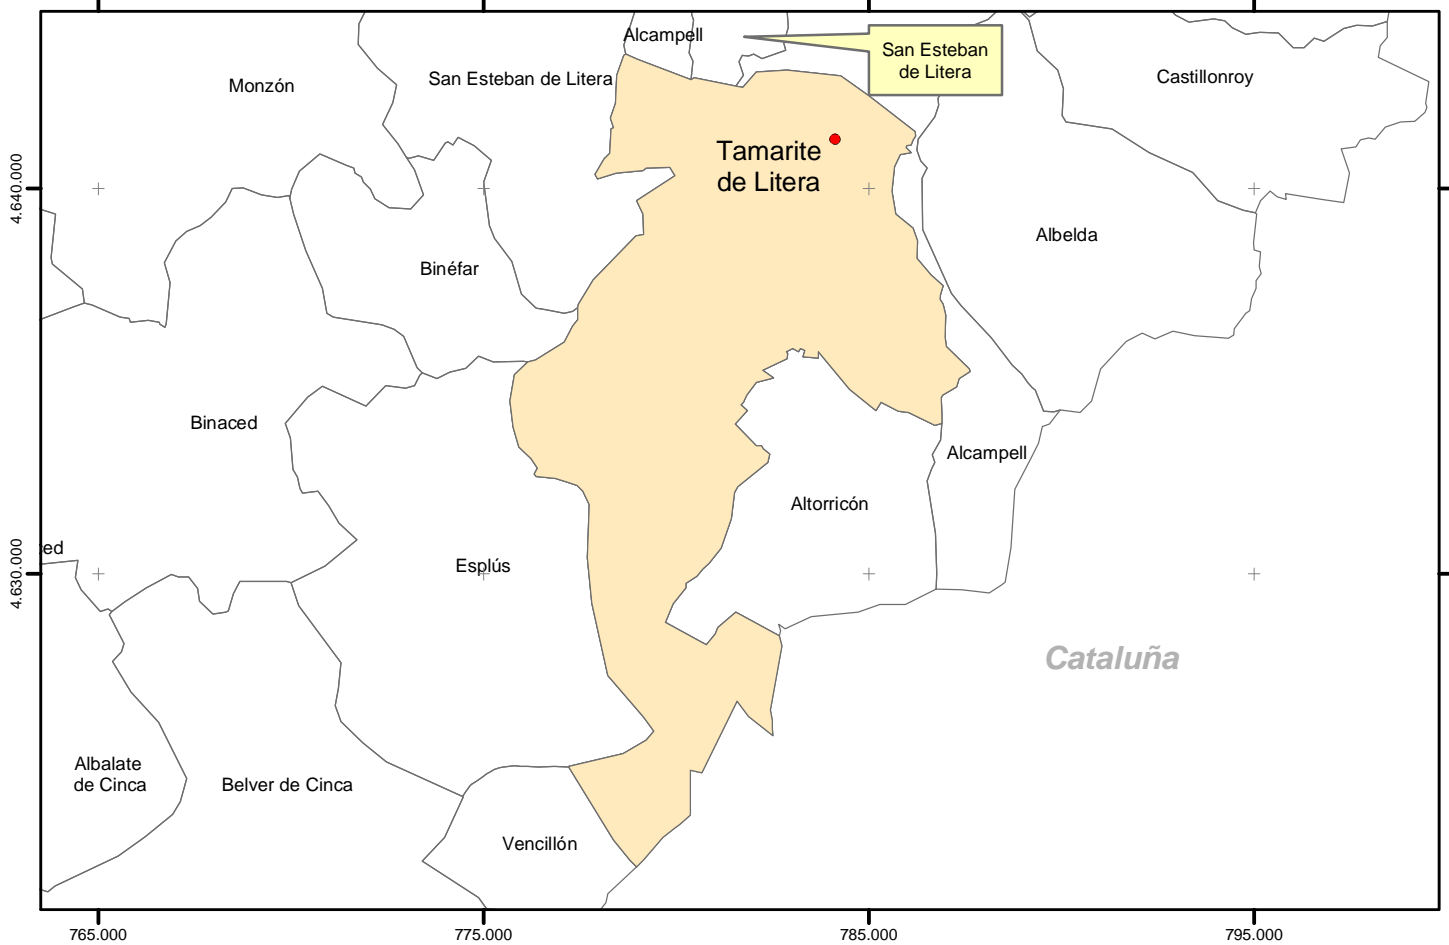 Alcampell
San Esteban
de Litera
Monzón
San Esteban de Litera
Castillonroy
Tamarite
de Litera
4.640.000
Albelda
Binéfar
Binaced
Alcampell
Altorricón
ced
Esplús
4.630.000
Cataluña
Albalate
de Cinca
Belver de Cinca
Vencillón
765.000
775.000
785.000
795.000